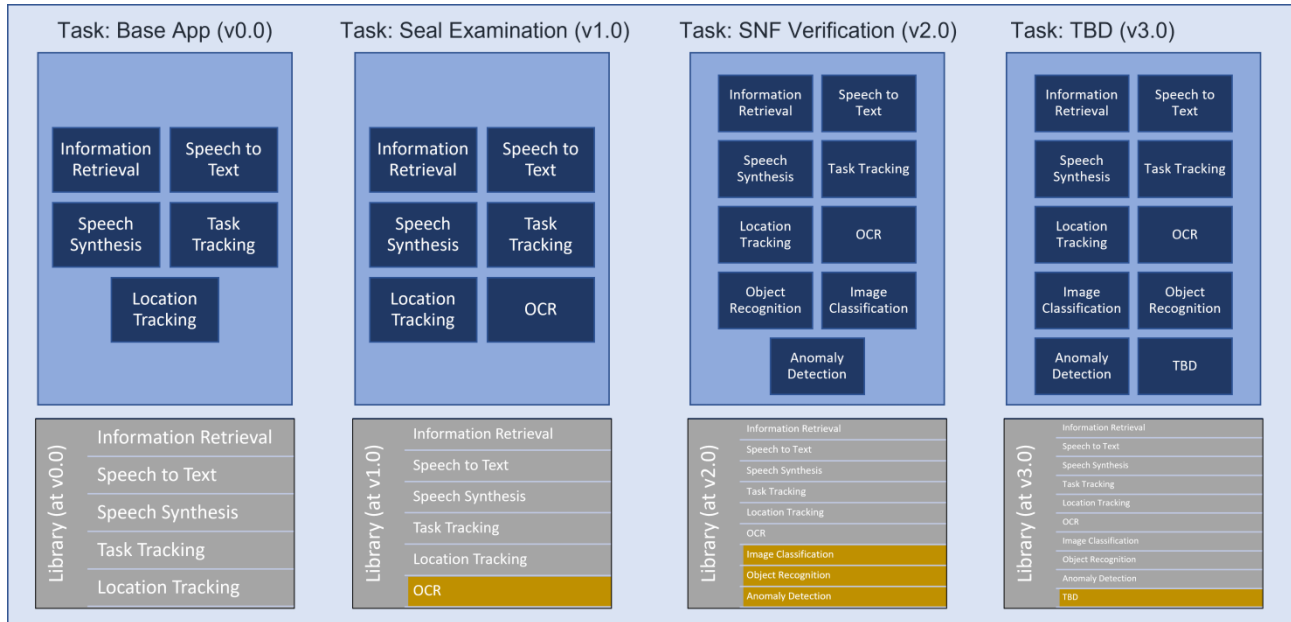 Task: Base App (v0.0)
Information
Retrieval
Speech to
Text
Speech
Synthesis
Task
Tracking
Location
Tracking
Library (at v0.0)
Information Retrieval
Speech to Text
Speech Synthesis
Task Tracking
Location Tracking
Task: Seal Examination (v1.0)
Information
Retrieval
Speech to
Text
Speech
Synthesis
Task
Tracking
Location
Tracking
OCR
Library (at v1.0)
Information Retrieval
Speech to Text
Speech Synthesis
Task Tracking
Location Tracking
OCR
Task: SNF Verification (v2.0)
Information
Retrieval
Speech to
Text
Speech
Synthesis
Task Tracking
Location
Tracking
OCR
Object
Recognition
Image
Classification
Anomaly
Detection
Library (at v2.0)
Information Retrieval
Speech to Text
Speech Synthesis
Task Tracking
Location Tracking
OCR
Image Classification
Object Recognition
Anomaly Detection
Task: TBD (v3.0)
Information
Retrieval
Speech to
Text
Speech
Synthesis
Task Tracking
Location
Tracking
OCR
Image
Classification
Object
Recognition
Anomaly
Detection
TBD
Library (at v3.0)
Information Retrieval
Speech to Text
Speech Synthesis
Task Tracking
Location Tracking
OCR
Image Classification
Object Recognition
Anomaly Detection
TBD